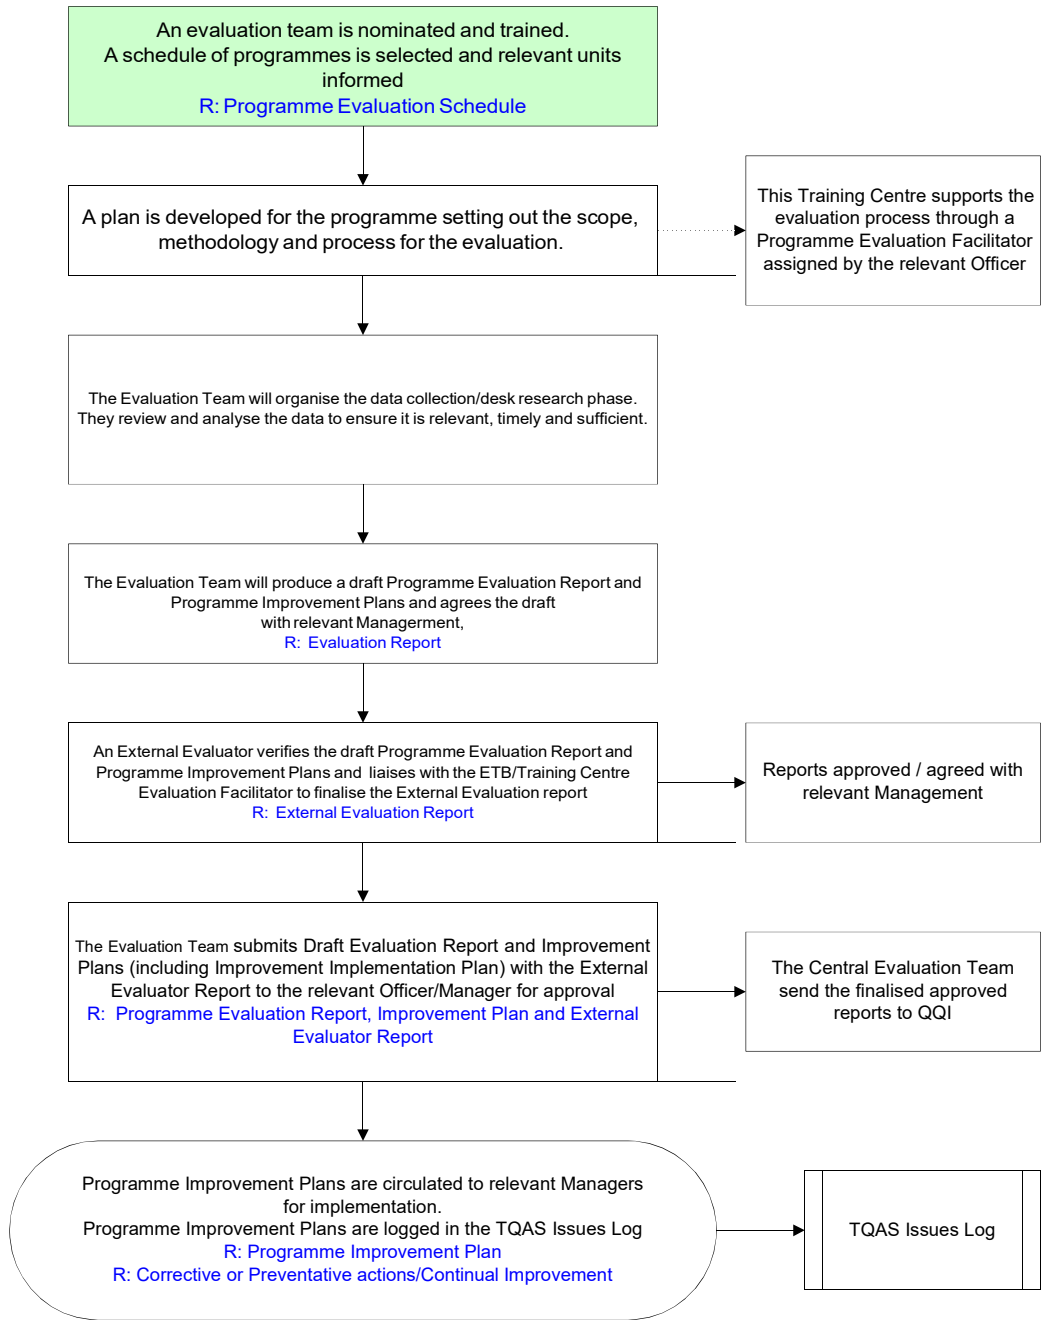 An evaluation team is nominated and trained.
A schedule of programmes is selected and relevant units
informed
R: Programme Evaluation Schedule
A plan is developed for the programme setting out the scope,
methodology and process for the evaluation.
This Training Centre supports the
evaluation process through a
Programme Evaluation Facilitator
assigned by the relevant Officer
The Evaluation Team will organise the data collection/desk research phase.
They review and analyse the data to ensure it is relevant, timely and sufficient.
The Evaluation Team will produce a draft Programme Evaluation Report and
Programme Improvement Plans and agrees the draft
with relevant Managerment,
R: Evaluation Report
An External Evaluator verifies the draft Programme Evaluation Report and
Programme Improvement Plans and liaises with the ETB/Training Centre
Evaluation Facilitator to finalise the External Evaluation report
R: External Evaluation Report
Reports approved / agreed with
relevant Management
The Evaluation Team submits Draft Evaluation Report and Improvement
Plans (including Improvement Implementation Plan) with the External
Evaluator Report to the relevant Officer/Manager for approval
R: Programme Evaluation Report, Improvement Plan and External
Evaluator Report
The Central Evaluation Team
send the finalised approved
reports to QQI
Programme Improvement Plans are circulated to relevant Managers
for implementation.
Programme Improvement Plans are logged in the TQAS Issues Log
R: Programme Improvement Plan
R: Corrective or Preventative actions/Continual Improvement
TQAS Issues Log